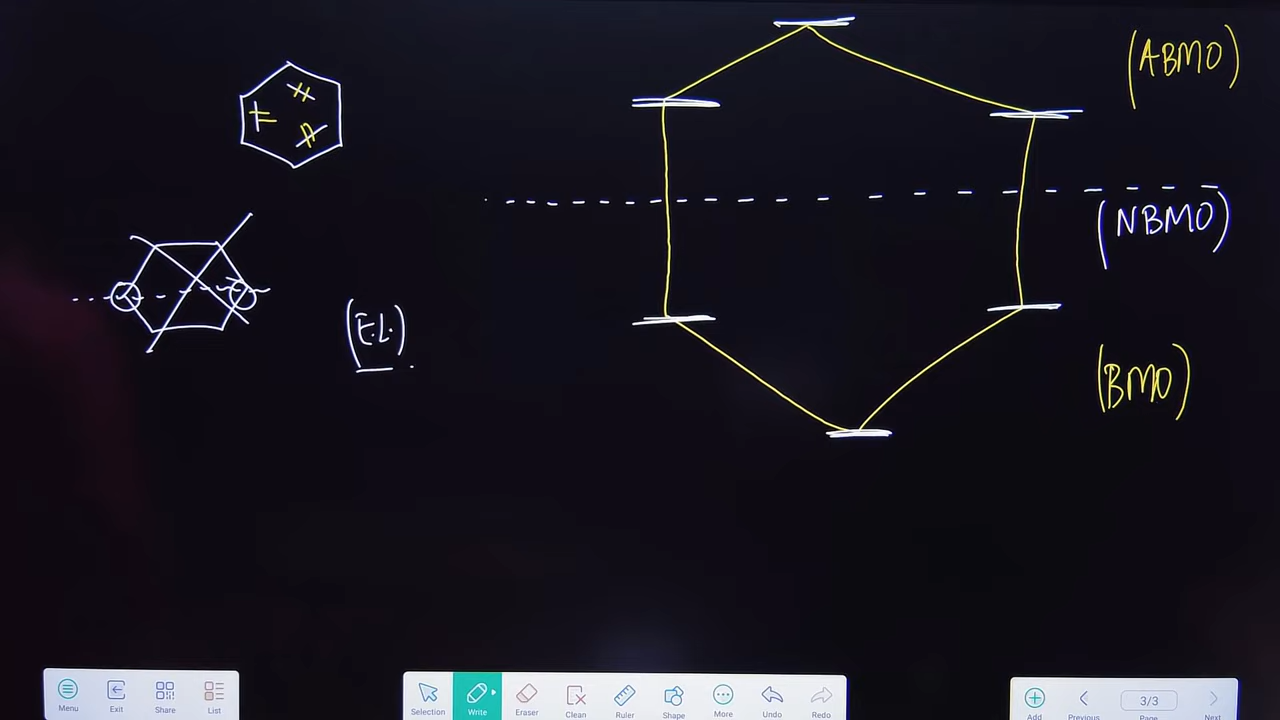 (ABMO)
(NBMO)
(E.L.).
(BMO)
Menu
Exit
Share
List
Selection
Write
Eraser
Clean
Ruler
Shape
More
Undo
Redo
Add
Previous
3/3
Page
Next